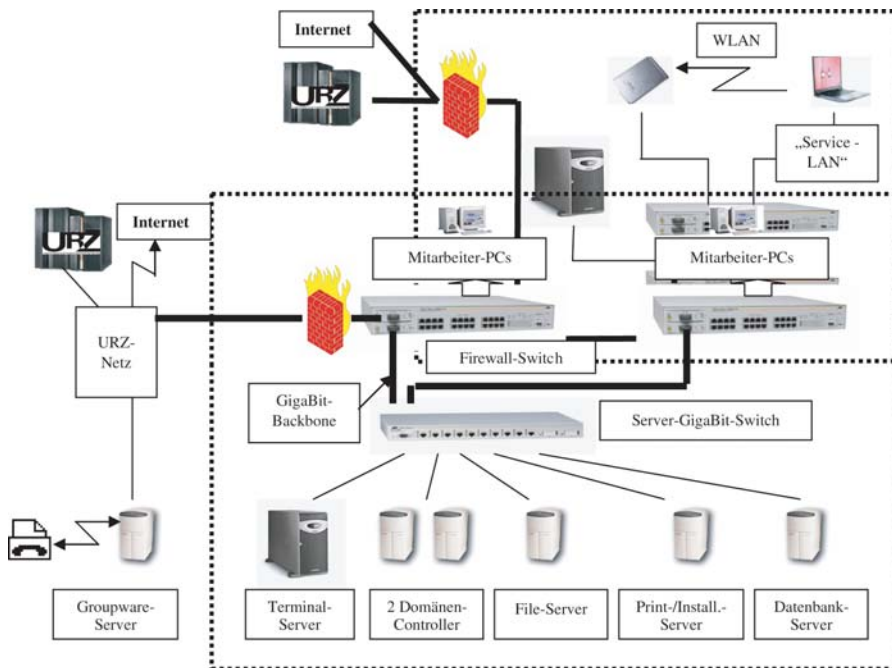 Internet
WLAN
URZ
„Service -
LAN“
Internet
URZ
Mitarbeiter-PCs
Mitarbeiter-PCs
URZ-
Netz
Firewall-Switch
GigaBit-
Backbone
Server-GigaBit-Switch
Groupware-
Server
Terminal-
Server
2 Domänen-
Controller
File-Server
Print-/Install.-
Server
Datenbank-
Server